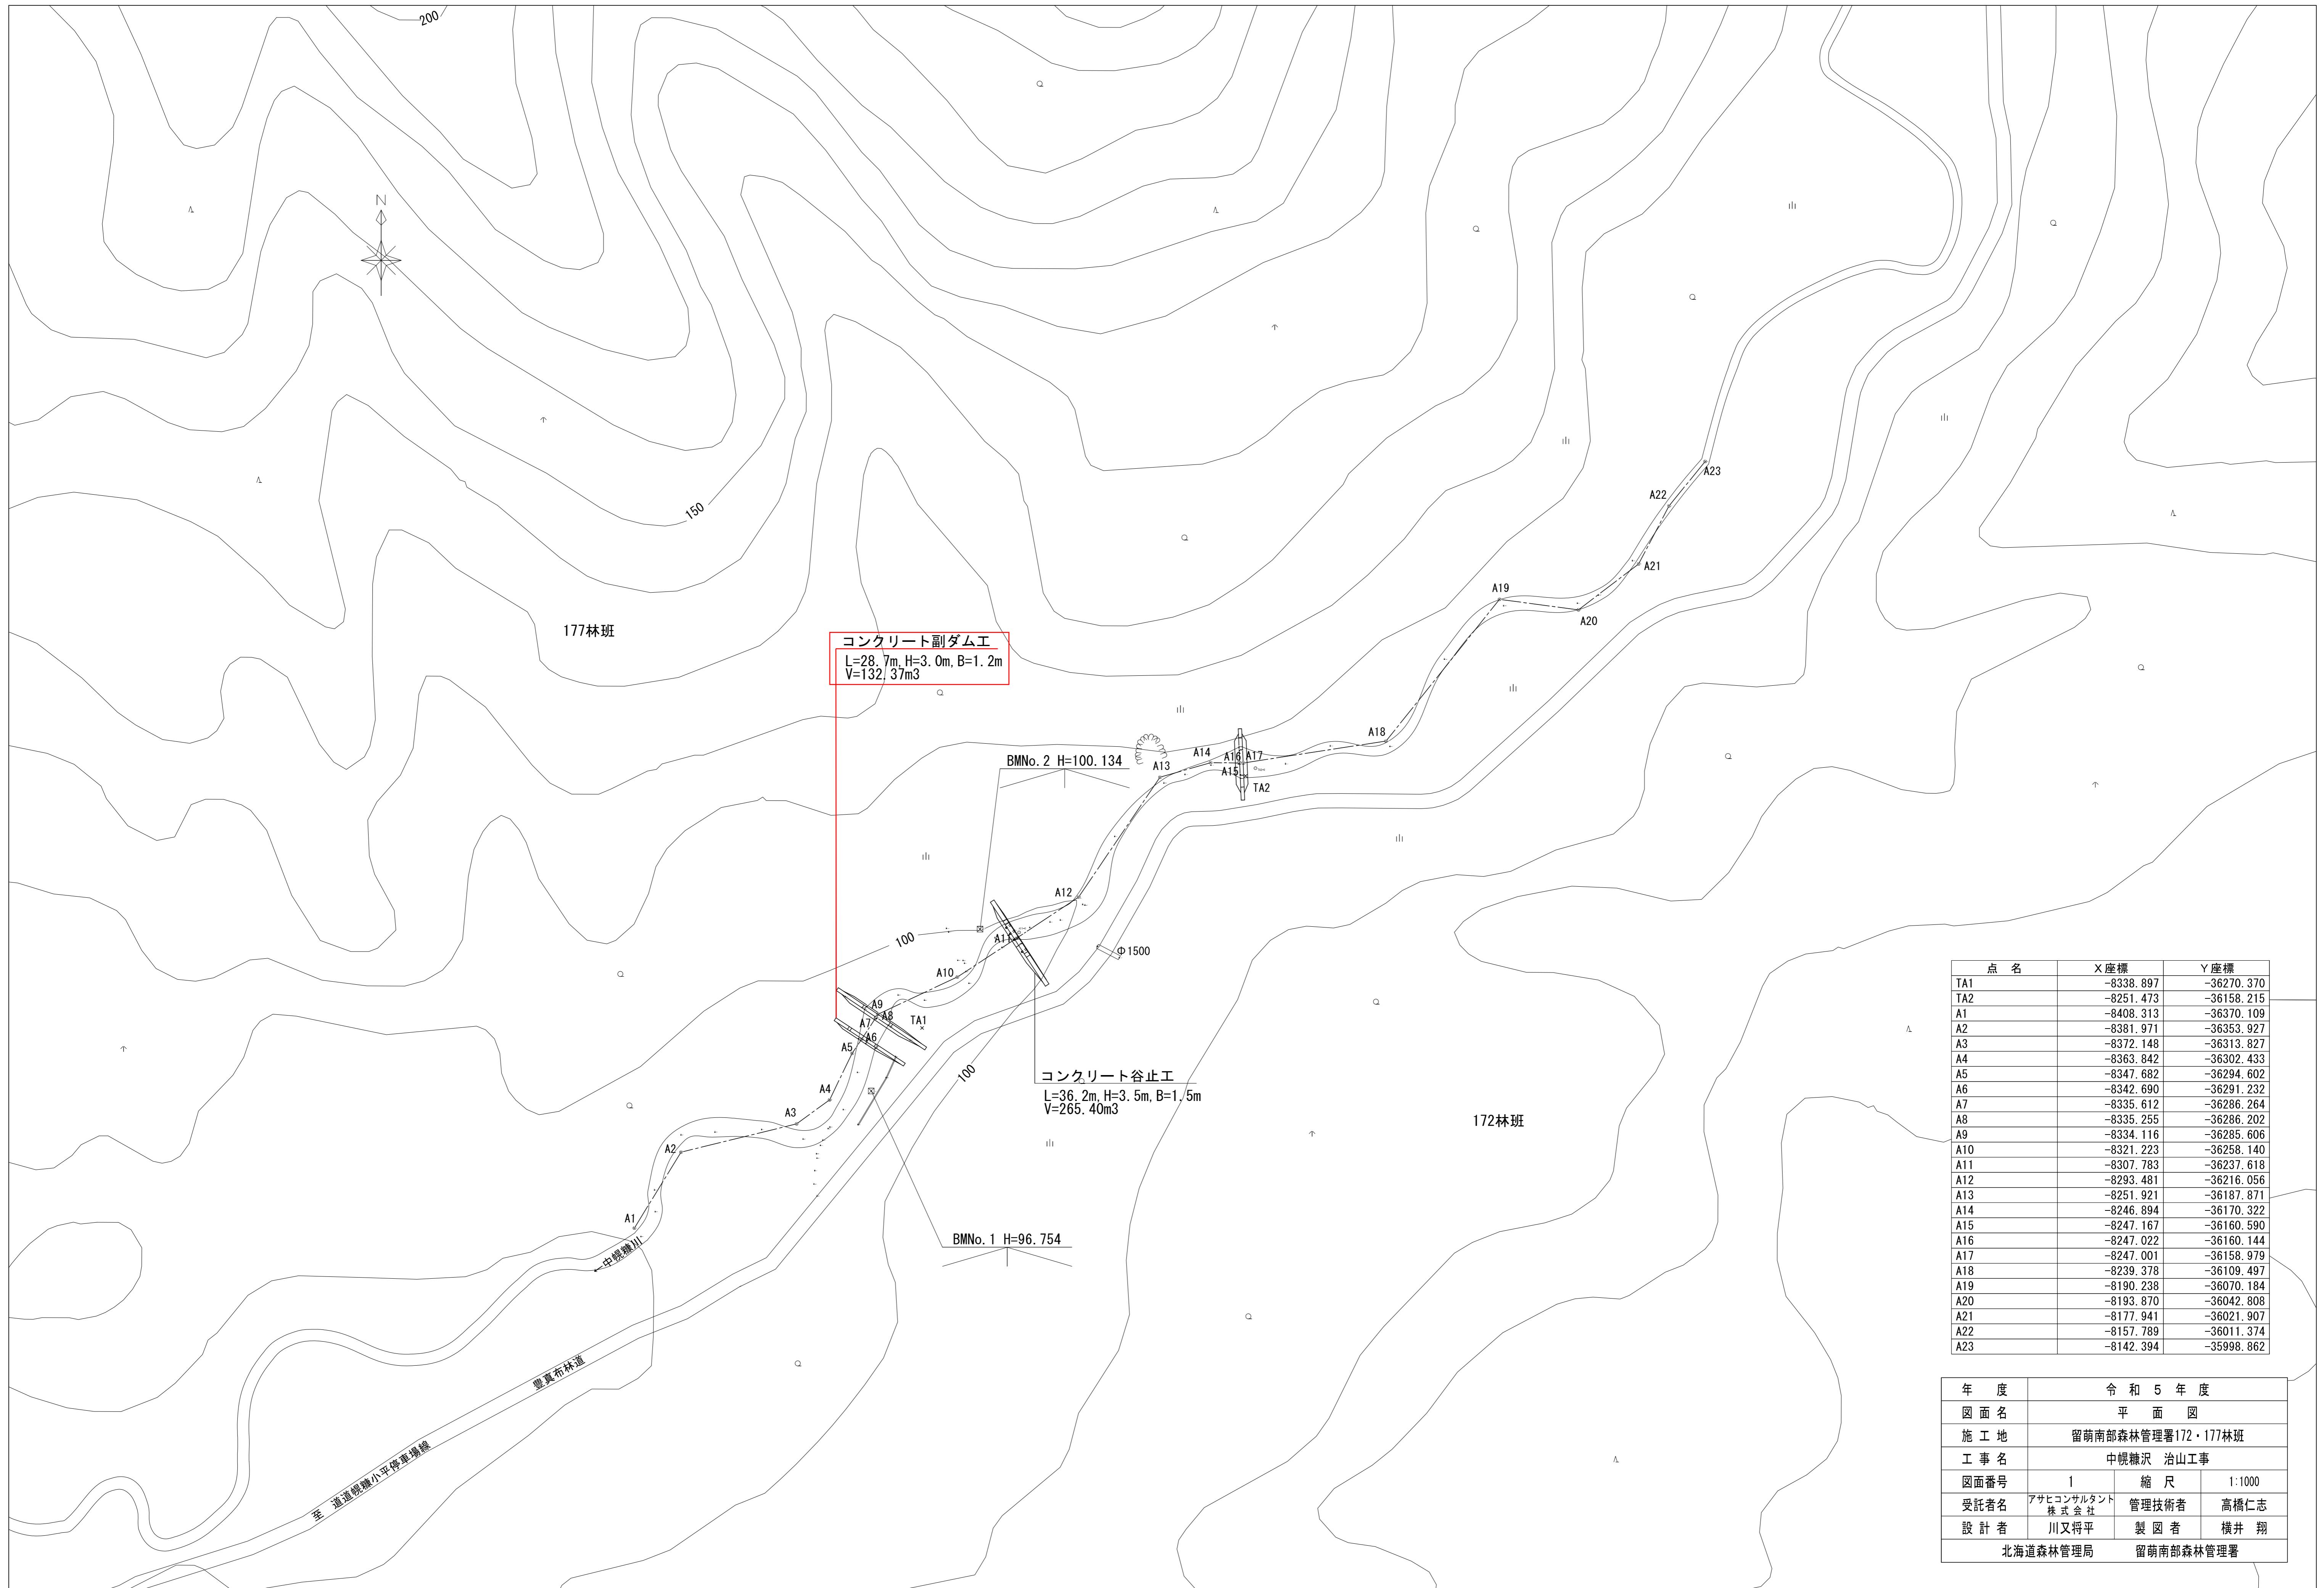 200
N
150
177林班
コンクリート副ダム工
L=28.7m,H=3.0m,B=1.2m
V=132.37m3
BMNo.2 H=100.134
A23
A22
A21
A19
A20
A18
A17
A16
A15
A14
A13
TA2
A12
A11
Φ1500
100
A10
A9
A8
TA1
A7
A6
A5
A4
A3
A2
A1
100
コンクリート谷止工
L=36.2m,H=3.5m,B=1.5m
V=265.40m3
172林班
BMNo.1 H=96.754
中幌糠川
豊真布林道
至 道道幌糠小平停車場線
点 名 X座標 Y座標
TA1 -8338.897 -36270.370
TA2 -8251.473 -36158.215
A1 -8408.313 -36370.109
A2 -8381.971 -36353.927
A3 -8372.148 -36313.827
A4 -8363.842 -36302.433
A5 -8347.682 -36294.602
A6 -8342.690 -36291.232
A7 -8335.612 -36286.264
A8 -8335.255 -36286.202
A9 -8334.116 -36285.606
A10 -8321.223 -36258.140
A11 -8307.783 -36237.618
A12 -8293.481 -36216.056
A13 -8251.921 -36187.871
A14 -8246.894 -36170.322
A15 -8247.167 -36160.590
A16 -8247.022 -36160.144
A17 -8247.001 -36158.979
A18 -8239.378 -36109.497
A19 -8190.238 -36070.184
A20 -8193.870 -36042.808
A21 -8177.941 -36021.907
A22 -8157.789 -36011.374
A23 -8142.394 -35998.862
年 度 令 和 5 年 度
図 面 名 平 面 図
施 工 地 留萌南部森林管理署172・177林班
工 事 名 中幌糠沢 治山工事
図面番号 1 縮 尺 1:1000
受託者名 アサヒコンサルタント 株 式 会 社 管理技術者 高橋仁志
設 計 者 川又将平 製 図 者 横井 翔
北海道森林管理局 留萌南部森林管理署